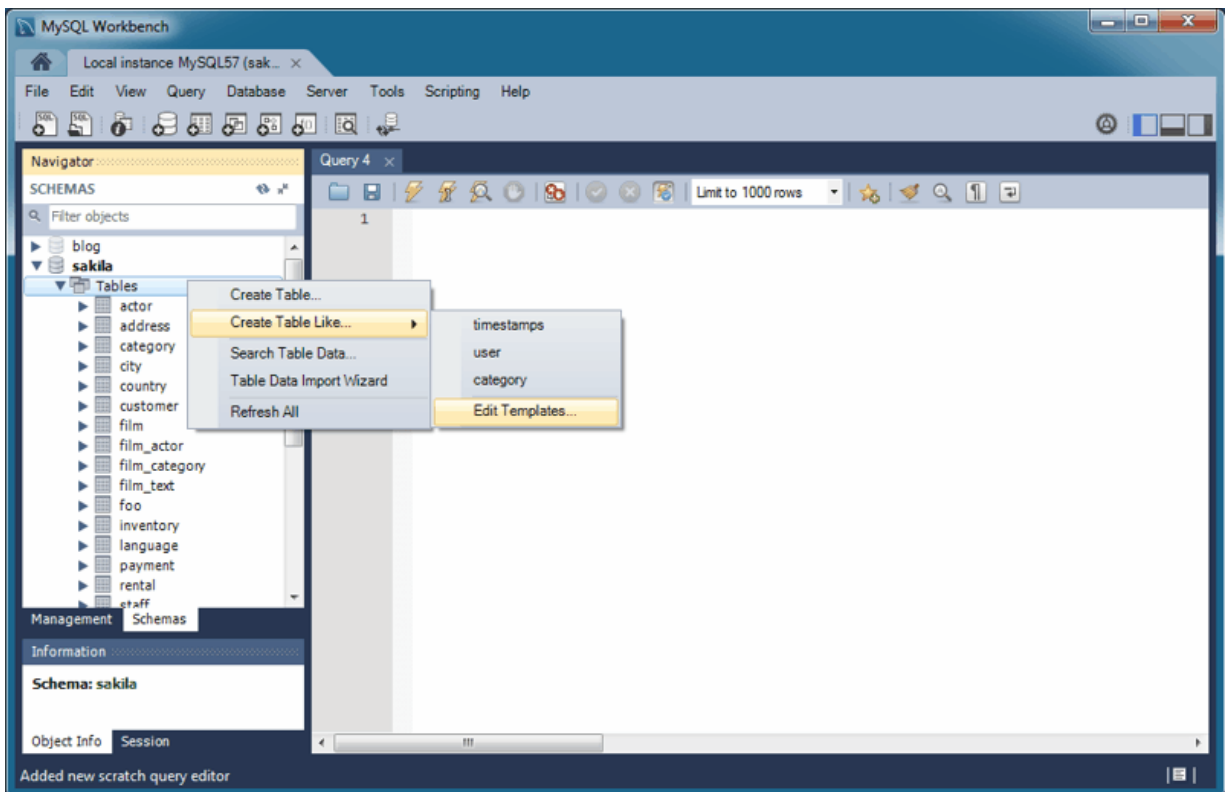 MySQL Workbench
Local instance MySQL57 (sak...
File Edit View Query Database Server Tools Scripting Help
Navigator
SCHEMAS
Filter objects
blog
sakila
Tables
actor
address
category
city
country
customer
film
film_actor
film_category
film_text
foo
inventory
language
payment
rental
staff
Management Schemas
Information
Schema: sakila
Object Info Session
Query 4
Limit to 1000 rows
1
Create Table...
Create Table Like...
Search Table Data...
Table Data Import Wizard
Refresh All
timestamps
user
category
Edit Templates...
Added new scratch query editor